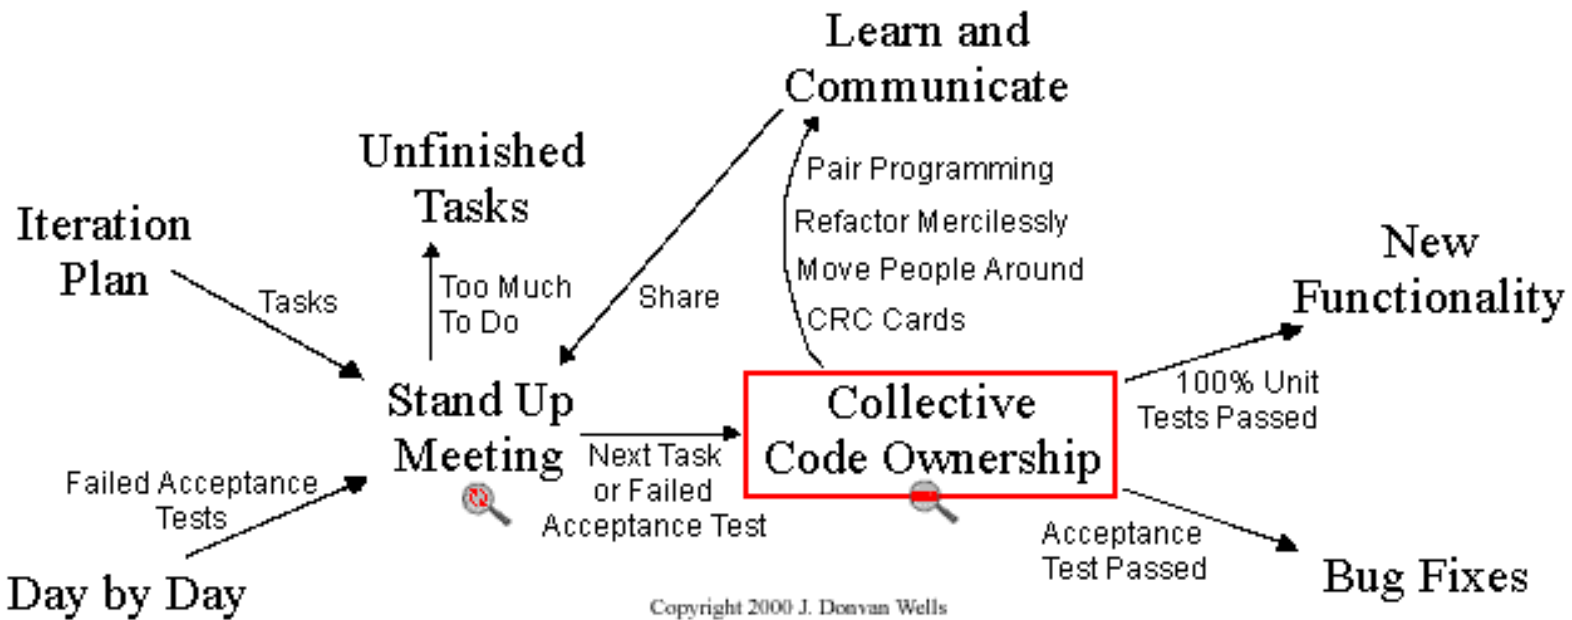 Learn and
Communicate
Unfinished
Tasks
Pair Programming
Refactor Mercilessly
Move People Around
CRC Cards
Iteration
Plan
Tasks
Too Much
To Do
Share
New
Functionality
Stand Up
Meeting
Collective
Code Ownership
100% Unit
Tests Passed
Next Task
or Failed
Acceptance Test
Failed Acceptance
Tests
Acceptance
Test Passed
Day by Day
Bug Fixes
Copyright 2000 J. Donvan Wells